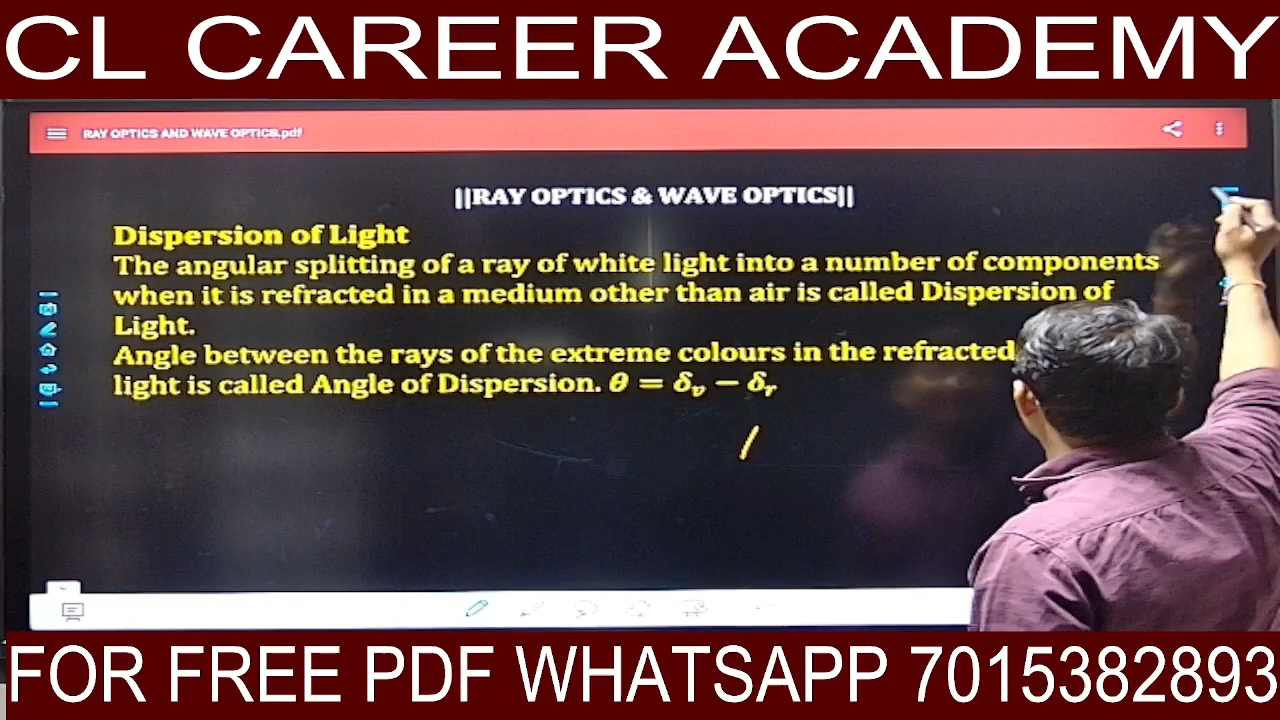 CL CAREER ACADEMY
RAY OPTICS AND WAVE OPTICS.pdf
||RAY OPTICS & WAVE OPTICS||
Dispersion of Light
The angular splitting of a ray of white light into a number of components
when it is refracted in a medium other than air is called Dispersion of
Light.
Angle between the rays of the extreme colours in the refracted
light is called Angle of Dispersion. θ = δᵥ − δᵣ
FOR FREE PDF WHATSAPP 7015382893